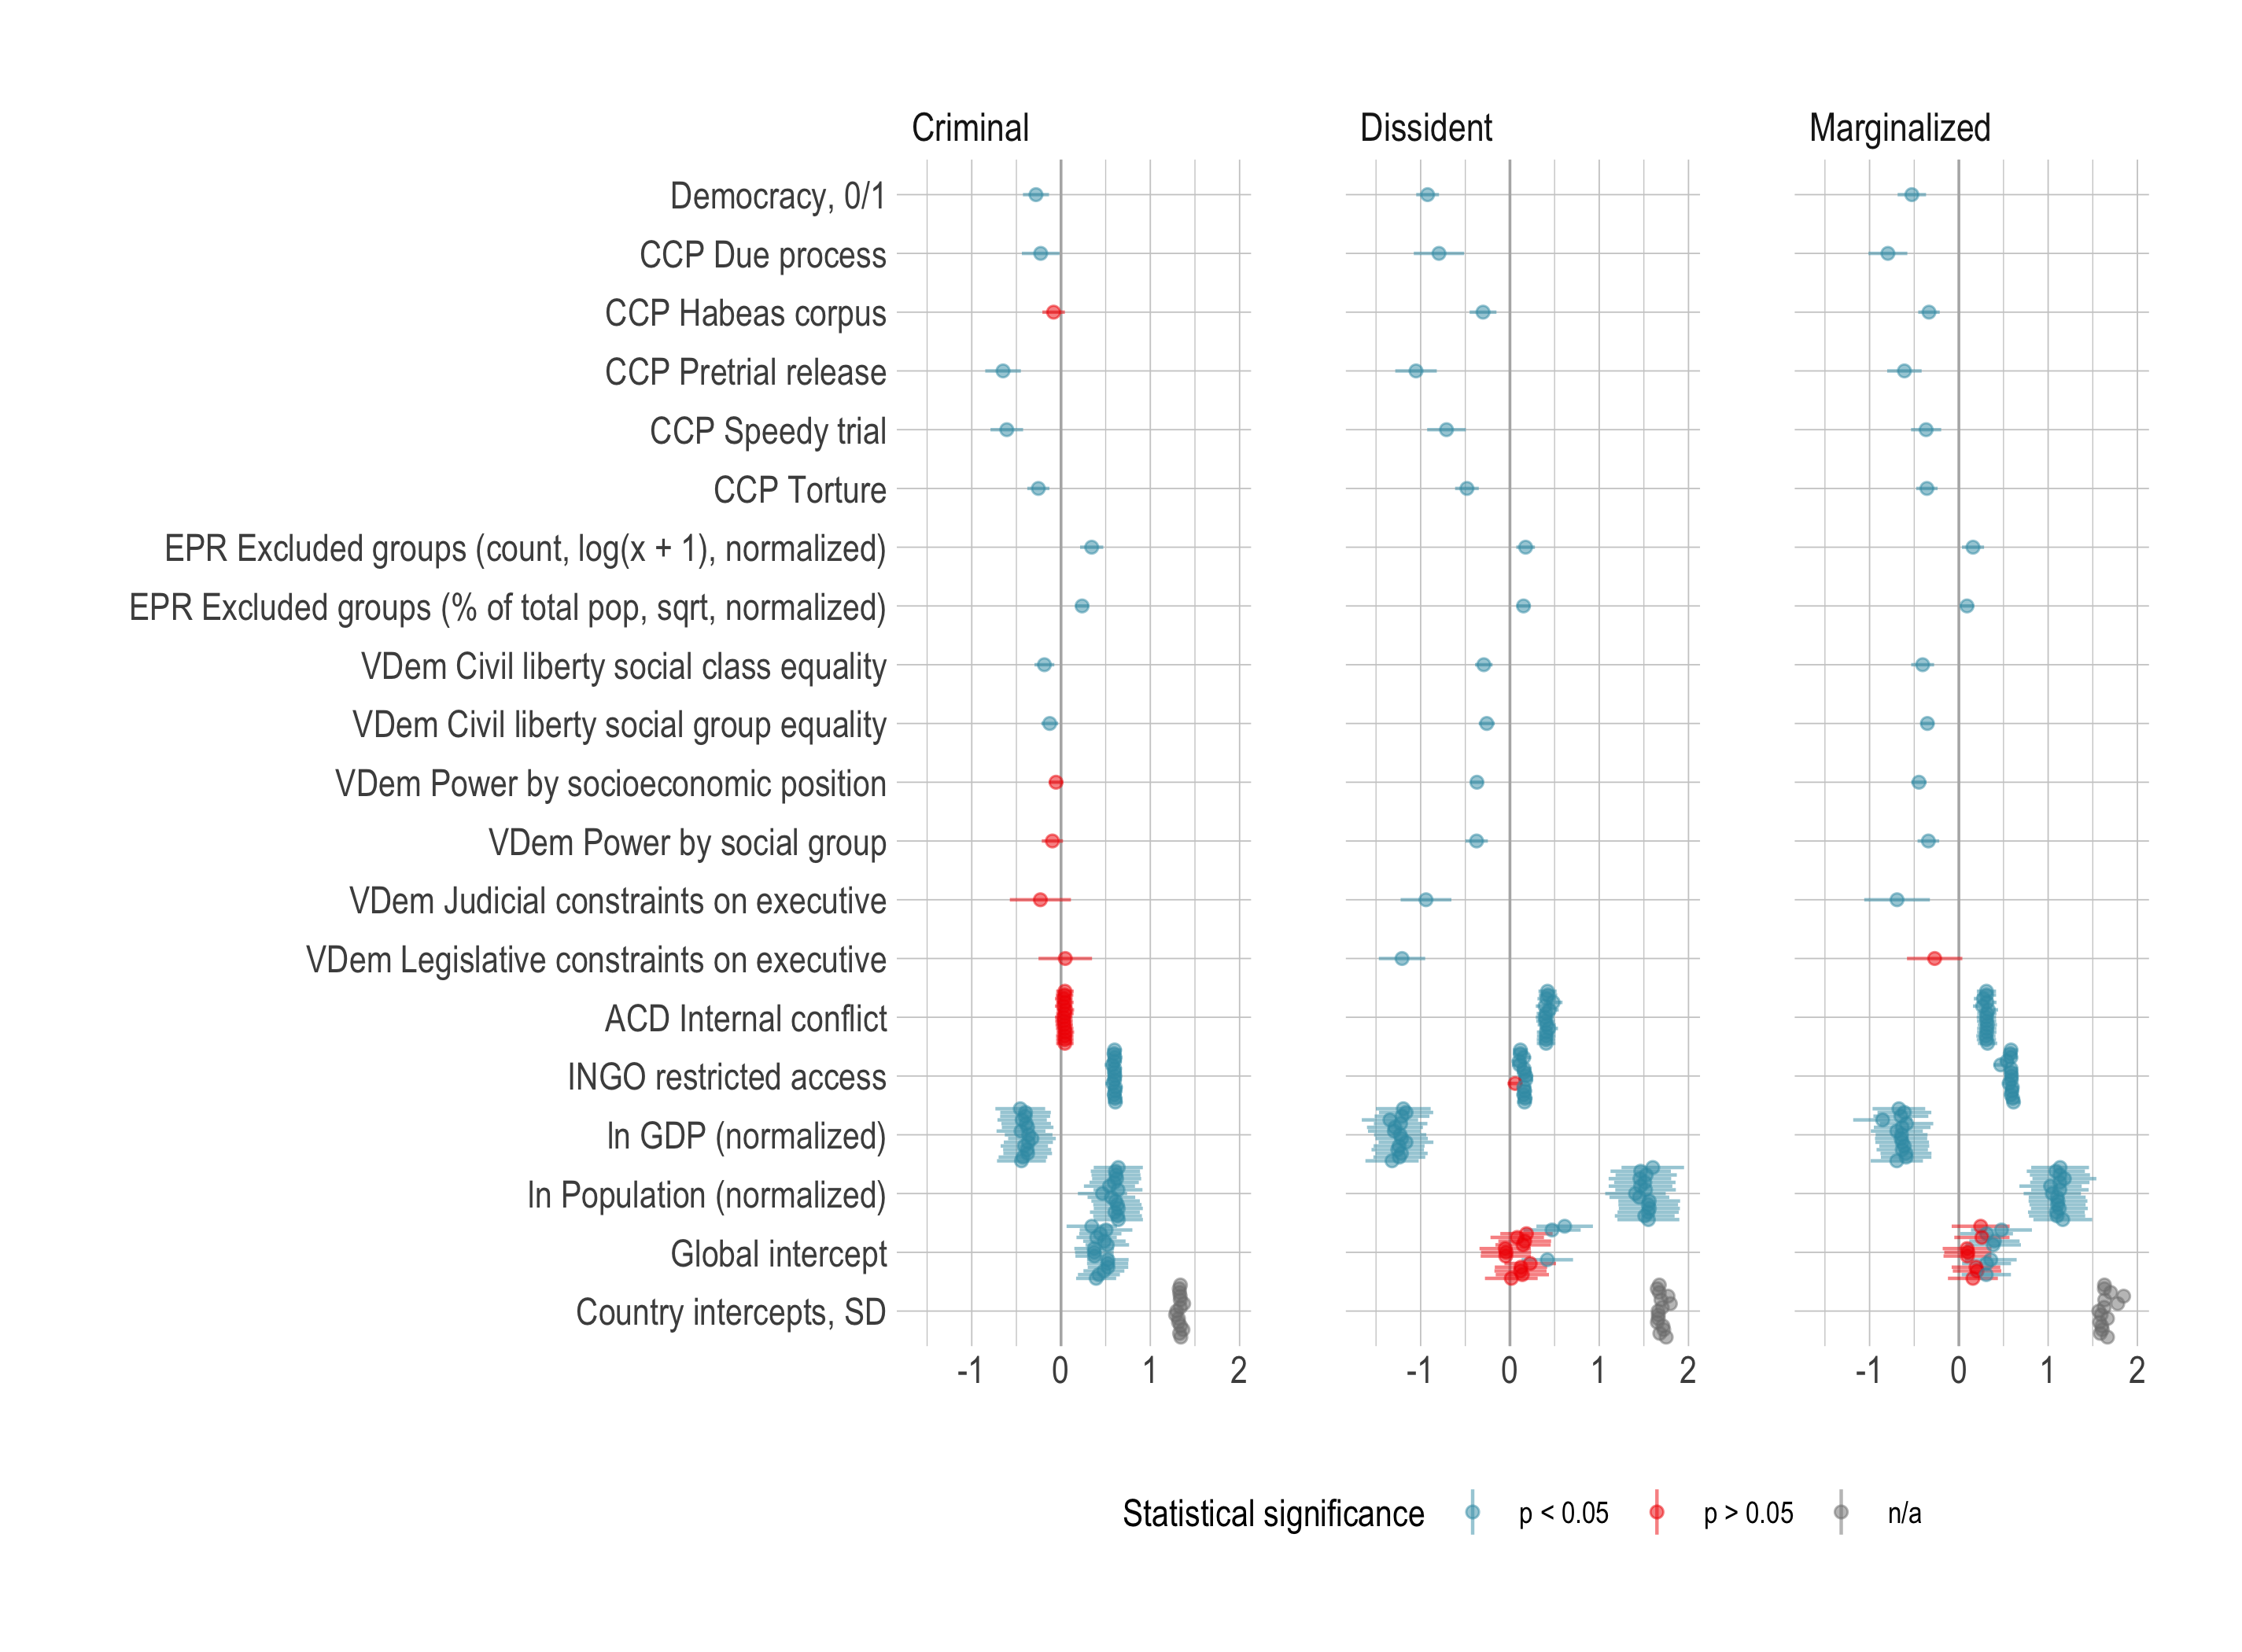 Criminal Dissident Marginalized
Democracy, 0/1
CCP Due process
CCP Habeas corpus
CCP Pretrial release
CCP Speedy trial
CCP Torture
EPR Excluded groups (count, log(x + 1), normalized)
EPR Excluded groups (% of total pop, sqrt, normalized)
VDem Civil liberty social class equality
VDem Civil liberty social group equality
VDem Power by socioeconomic position
VDem Power by social group
VDem Judicial constraints on executive
VDem Legislative constraints on executive
ACD Internal conflict
INGO restricted access
ln GDP (normalized)
ln Population (normalized)
Global intercept
Country intercepts, SD
-1 0 1 2 -1 0 1 2 -1 0 1 2
Statistical significance p < 0.05 p > 0.05 n/a